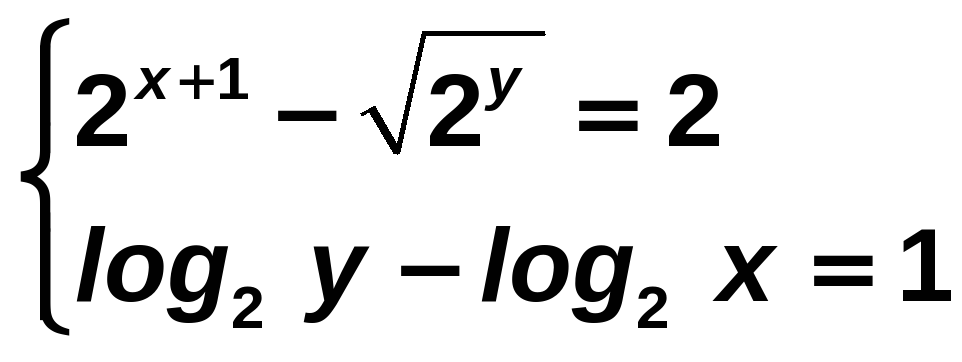 2^{x+1} − √(2^y) = 2
log₂ y − log₂ x = 1